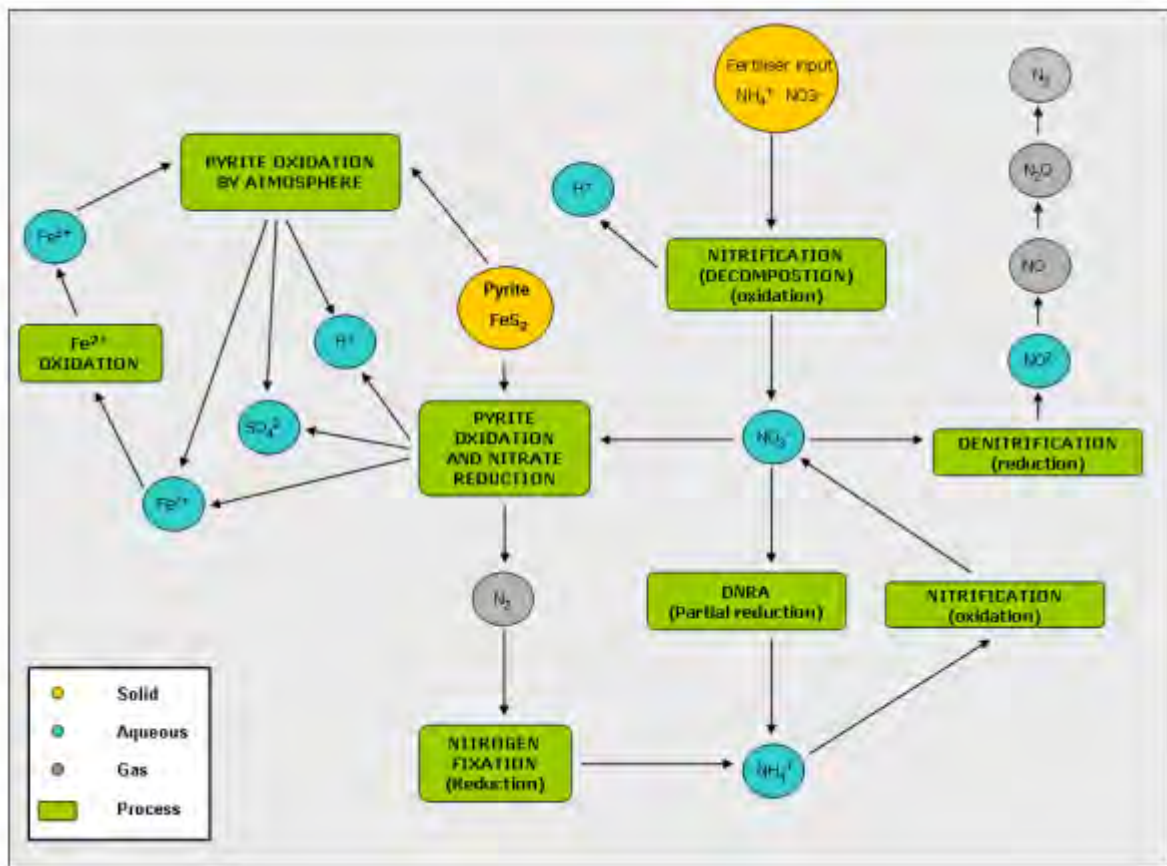 Fertiliser input
NH₄⁺ NO3⁻
N₂
N₂O
NO
NO²⁻
PYRITE OXIDATION
BY ATMOSPHERE
H⁺
Fe³⁺
NITRIFICATION
(DECOMPOSTION)
(oxidation)
Pyrite
FeS₂
Fe²⁺
OXIDATION
H⁺
SO₄²⁻
PYRITE
OXIDATION
AND NITRATE
REDUCTION
NO₃⁻
DENITRIFICATION
(reduction)
Fe²⁺
N₂
DNRA
(Partial reduction)
NITRIFICATION
(oxidation)
NITROGEN
FIXATION
(Reduction)
NH₄⁺
Solid
Aqueous
Gas
Process